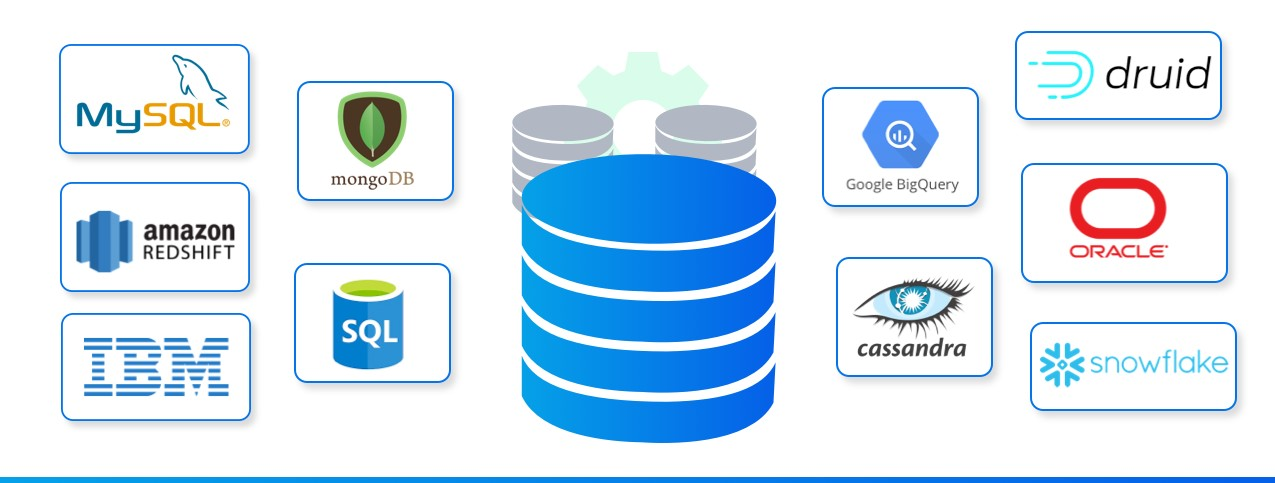 MySQL®
amazon
REDSHIFT
IBM
mongoDB
SQL
Google BigQuery
cassandra
druid
ORACLE®
snowflake